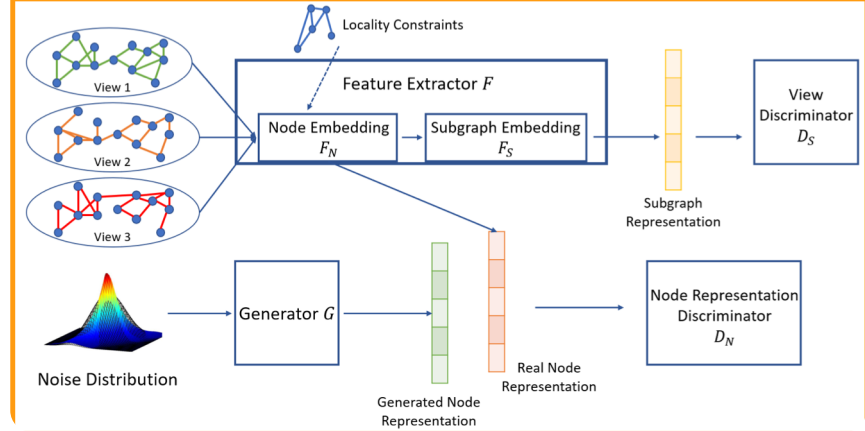 Locality Constraints
View 1
View 2
View 3
Feature Extractor F
Node Embedding
F_N
Subgraph Embedding
F_S
Subgraph
Representation
View
Discriminator
D_S
Noise Distribution
Generator G
Generated Node
Representation
Real Node
Representation
Node Representation
Discriminator
D_N